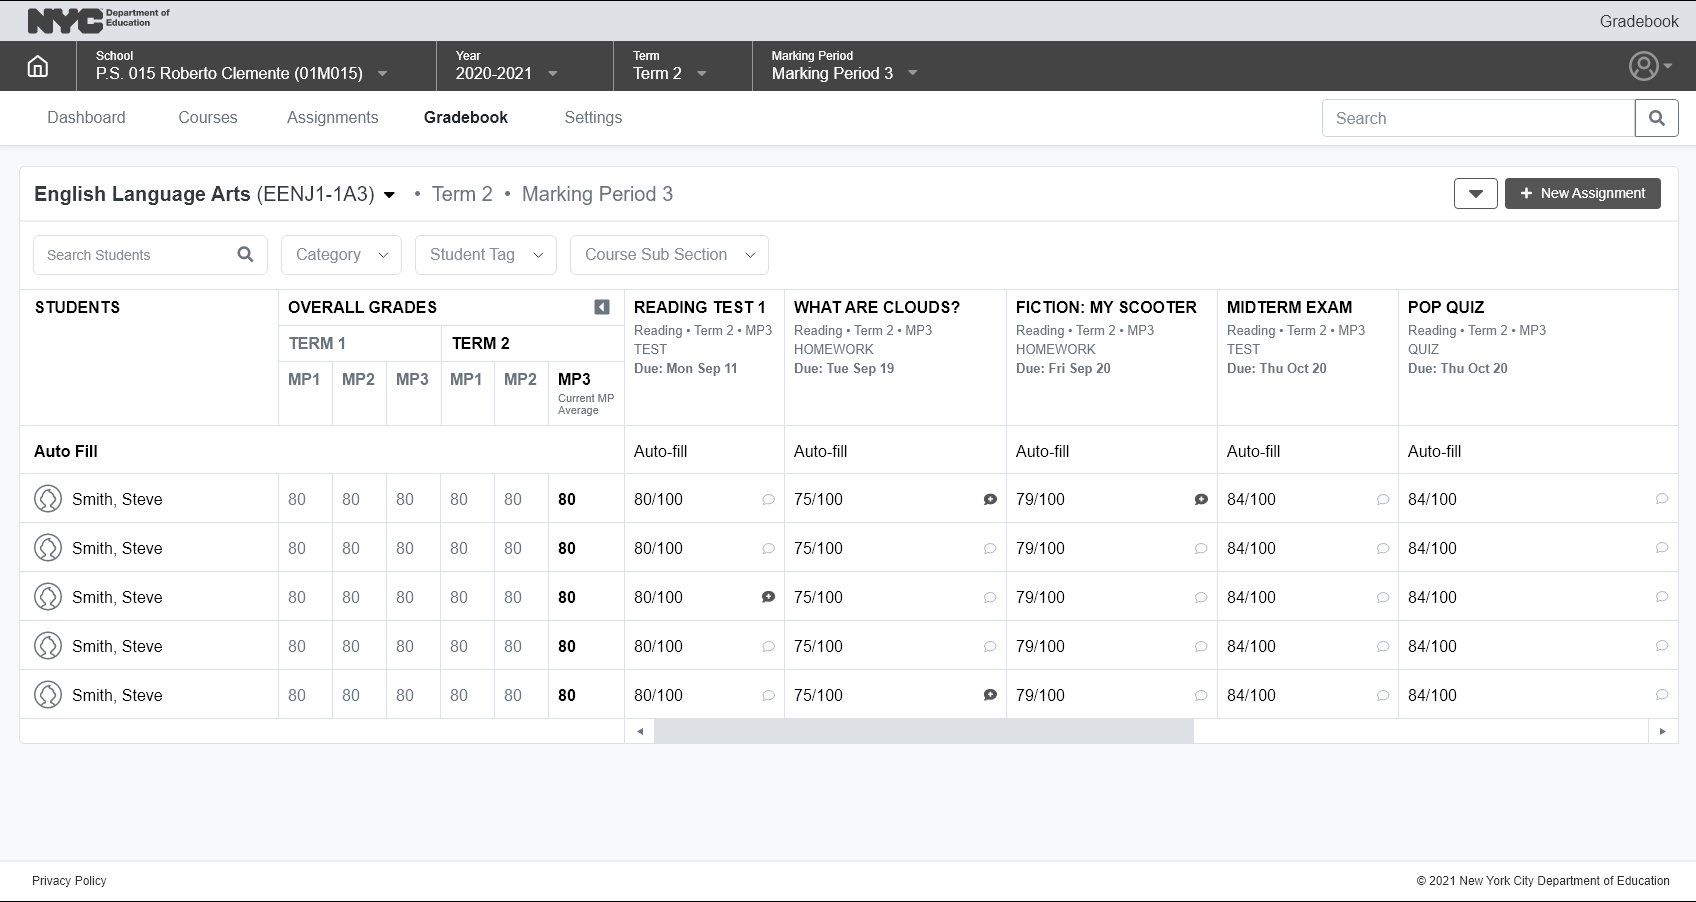 NYC Department of Education
Gradebook
School
P.S. 015 Roberto Clemente (01M015)
Year
2020-2021
Term
Term 2
Marking Period
Marking Period 3
Dashboard Courses Assignments Gradebook Settings
Search
English Language Arts (EENJ1-1A3) • Term 2 • Marking Period 3
+ New Assignment
Search Students Category Student Tag Course Sub Section
STUDENTS
OVERALL GRADES
TERM 1 TERM 2
MP1 MP2 MP3 MP1 MP2 MP3
Current MP
Average
READING TEST 1
Reading • Term 2 • MP3
TEST
Due: Mon Sep 11
WHAT ARE CLOUDS?
Reading • Term 2 • MP3
HOMEWORK
Due: Tue Sep 19
FICTION: MY SCOOTER
Reading • Term 2 • MP3
HOMEWORK
Due: Fri Sep 20
MIDTERM EXAM
Reading • Term 2 • MP3
TEST
Due: Thu Oct 20
POP QUIZ
Reading • Term 2 • MP3
QUIZ
Due: Thu Oct 20
Auto Fill Auto-fill Auto-fill Auto-fill Auto-fill Auto-fill
Smith, Steve 80 80 80 80 80 80 80/100 75/100 79/100 84/100 84/100
Smith, Steve 80 80 80 80 80 80 80/100 75/100 79/100 84/100 84/100
Smith, Steve 80 80 80 80 80 80 80/100 75/100 79/100 84/100 84/100
Smith, Steve 80 80 80 80 80 80 80/100 75/100 79/100 84/100 84/100
Smith, Steve 80 80 80 80 80 80 80/100 75/100 79/100 84/100 84/100
Privacy Policy
© 2021 New York City Department of Education